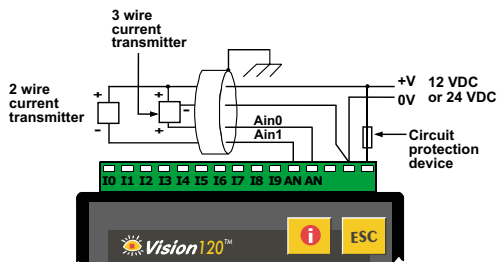 3 wire
current
transmitter
2 wire
current
transmitter
+
-
+
-
+
Ain0
Ain1
+V
0V
12 VDC
or 24 VDC
Circuit
protection
device
I0 I1 I2 I3 I4 I5 I6 I7 I8 I9 AN AN
Vision120™
i
ESC